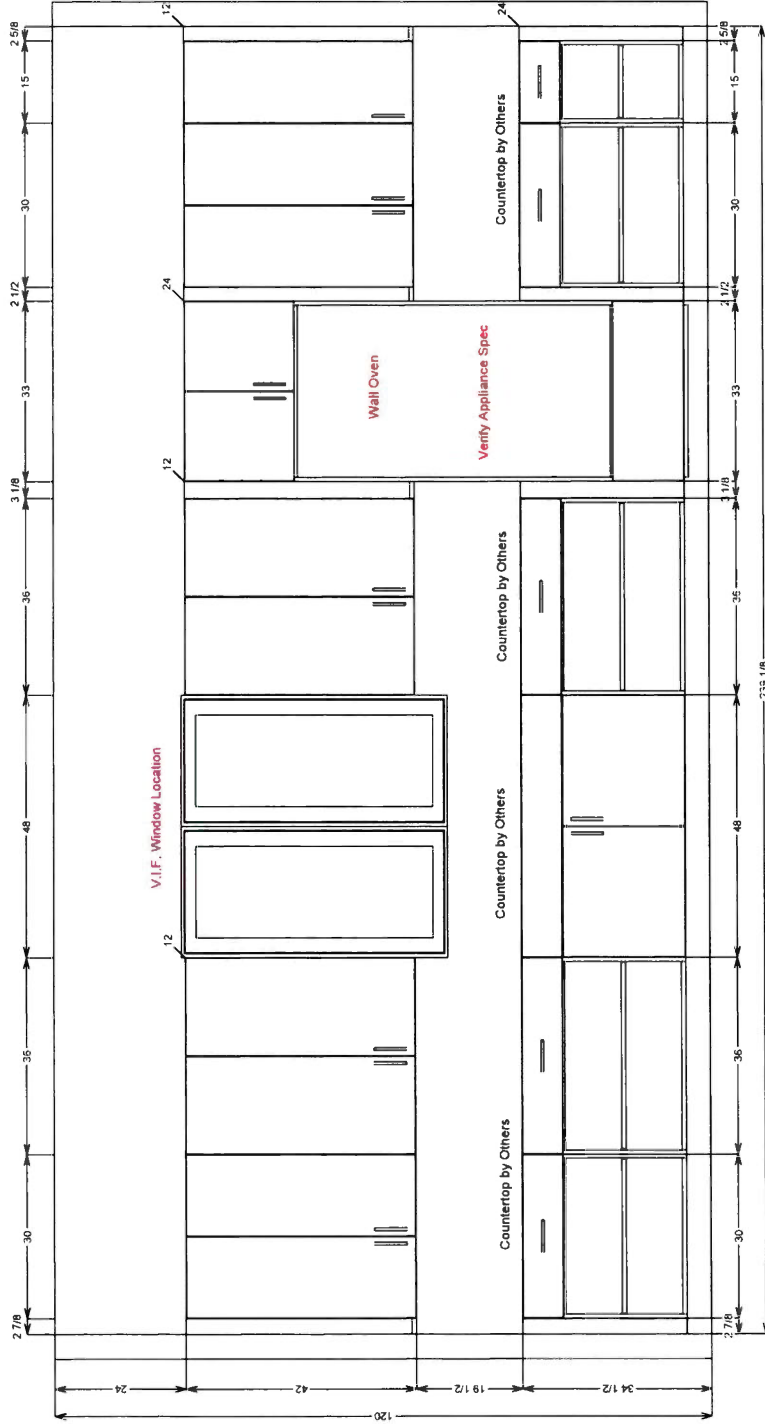 2 7/8 30 36 48 36 3 1/8 33 2 1/2 30 15 2 5/8
V.I.F. Window Location
12 12 24 12
24
42
19 1/2
34 1/2
120
Wall Oven
Verify Appliance Spec
Countertop by Others
Countertop by Others
Countertop by Others
Countertop by Others
24
2 7/8 30 36 48 36 3 1/8 33 2 1/2 30 15 2 5/8
239 1/8